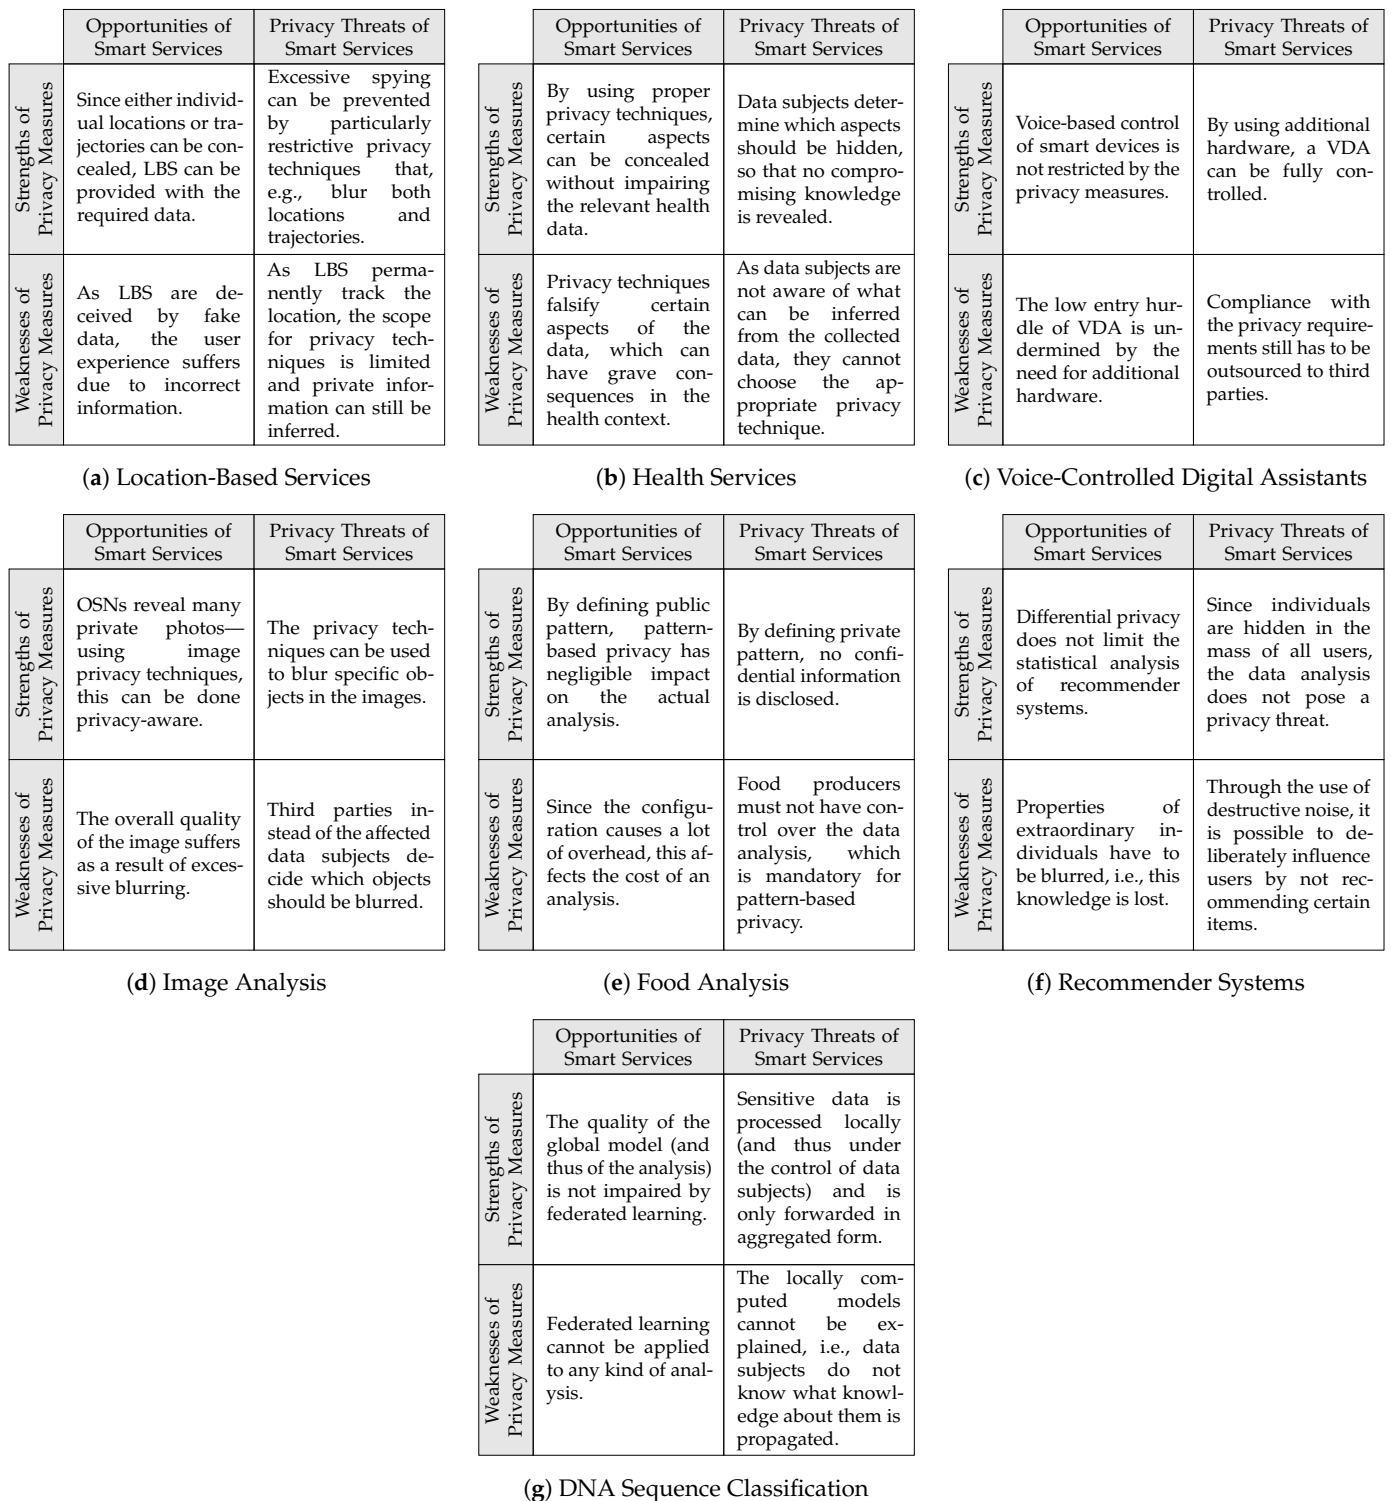 Opportunities of
Smart Services
Privacy Threats of
Smart Services
Strengths of
Privacy Measures
Since either individ-
ual locations or tra-
jectories can be con-
cealed, LBS can be
provided with the
required data.
Excessive spying
can be prevented
by particularly
restrictive privacy
techniques that,
e.g., blur both
locations and
trajectories.
Weaknesses of
Privacy Measures
As LBS are de-
ceived by fake
data, the user
experience suffers
due to incorrect
information.
As LBS perma-
nently track the
location, the scope
for privacy tech-
niques is limited
and private infor-
mation can still be
inferred.
(a) Location-Based Services
Opportunities of
Smart Services
Privacy Threats of
Smart Services
Strengths of
Privacy Measures
By using proper
privacy techniques,
certain aspects
can be concealed
without impairing
the relevant health
data.
Data subjects deter-
mine which aspects
should be hidden,
so that no compro-
mising knowledge
is revealed.
Weaknesses of
Privacy Measures
Privacy techniques
falsify certain
aspects of the
data, which can
have grave con-
sequences in the
health context.
As data subjects are
not aware of what
can be inferred
from the collected
data, they cannot
choose the ap-
propriate privacy
technique.
(b) Health Services
Opportunities of
Smart Services
Privacy Threats of
Smart Services
Strengths of
Privacy Measures
Voice-based control
of smart devices is
not restricted by the
privacy measures.
By using additional
hardware, a VDA
can be fully con-
trolled.
Weaknesses of
Privacy Measures
The low entry hur-
dle of VDA is un-
dermined by the
need for additional
hardware.
Compliance with
the privacy require-
ments still has to be
outsourced to third
parties.
(c) Voice-Controlled Digital Assistants
Opportunities of
Smart Services
Privacy Threats of
Smart Services
Strengths of
Privacy Measures
OSNs reveal many
private photos—
using image
privacy techniques,
this can be done
privacy-aware.
The privacy tech-
niques can be used
to blur specific ob-
jects in the images.
Weaknesses of
Privacy Measures
The overall quality
of the image suffers
as a result of exces-
sive blurring.
Third parties in-
stead of the affected
data subjects de-
cide which objects
should be blurred.
(d) Image Analysis
Opportunities of
Smart Services
Privacy Threats of
Smart Services
Strengths of
Privacy Measures
By defining public
pattern, pattern-
based privacy has
negligible impact
on the actual
analysis.
By defining private
pattern, no confi-
dential information
is disclosed.
Weaknesses of
Privacy Measures
Since the configu-
ration causes a lot
of overhead, this af-
fects the cost of an
analysis.
Food producers
must not have con-
trol over the data
analysis, which
is mandatory for
pattern-based
privacy.
(e) Food Analysis
Opportunities of
Smart Services
Privacy Threats of
Smart Services
Strengths of
Privacy Measures
Differential privacy
does not limit the
statistical analysis
of recommender
systems.
Since individuals
are hidden in the
mass of all users,
the data analysis
does not pose a
privacy threat.
Weaknesses of
Privacy Measures
Properties of
extraordinary in-
dividuals have to
be blurred, i.e., this
knowledge is lost.
Through the use of
destructive noise, it
is possible to de-
liberately influence
users by not rec-
ommending certain
items.
(f) Recommender Systems
Opportunities of
Smart Services
Privacy Threats of
Smart Services
Strengths of
Privacy Measures
The quality of the
global model (and
thus of the analysis)
is not impaired by
federated learning.
Sensitive data is
processed locally
(and thus under
the control of data
subjects) and is
only forwarded in
aggregated form.
Weaknesses of
Privacy Measures
Federated learning
cannot be applied
to any kind of anal-
ysis.
The locally com-
puted models
cannot be ex-
plained, i.e., data
subjects do not
know what knowl-
edge about them is
propagated.
(g) DNA Sequence Classification